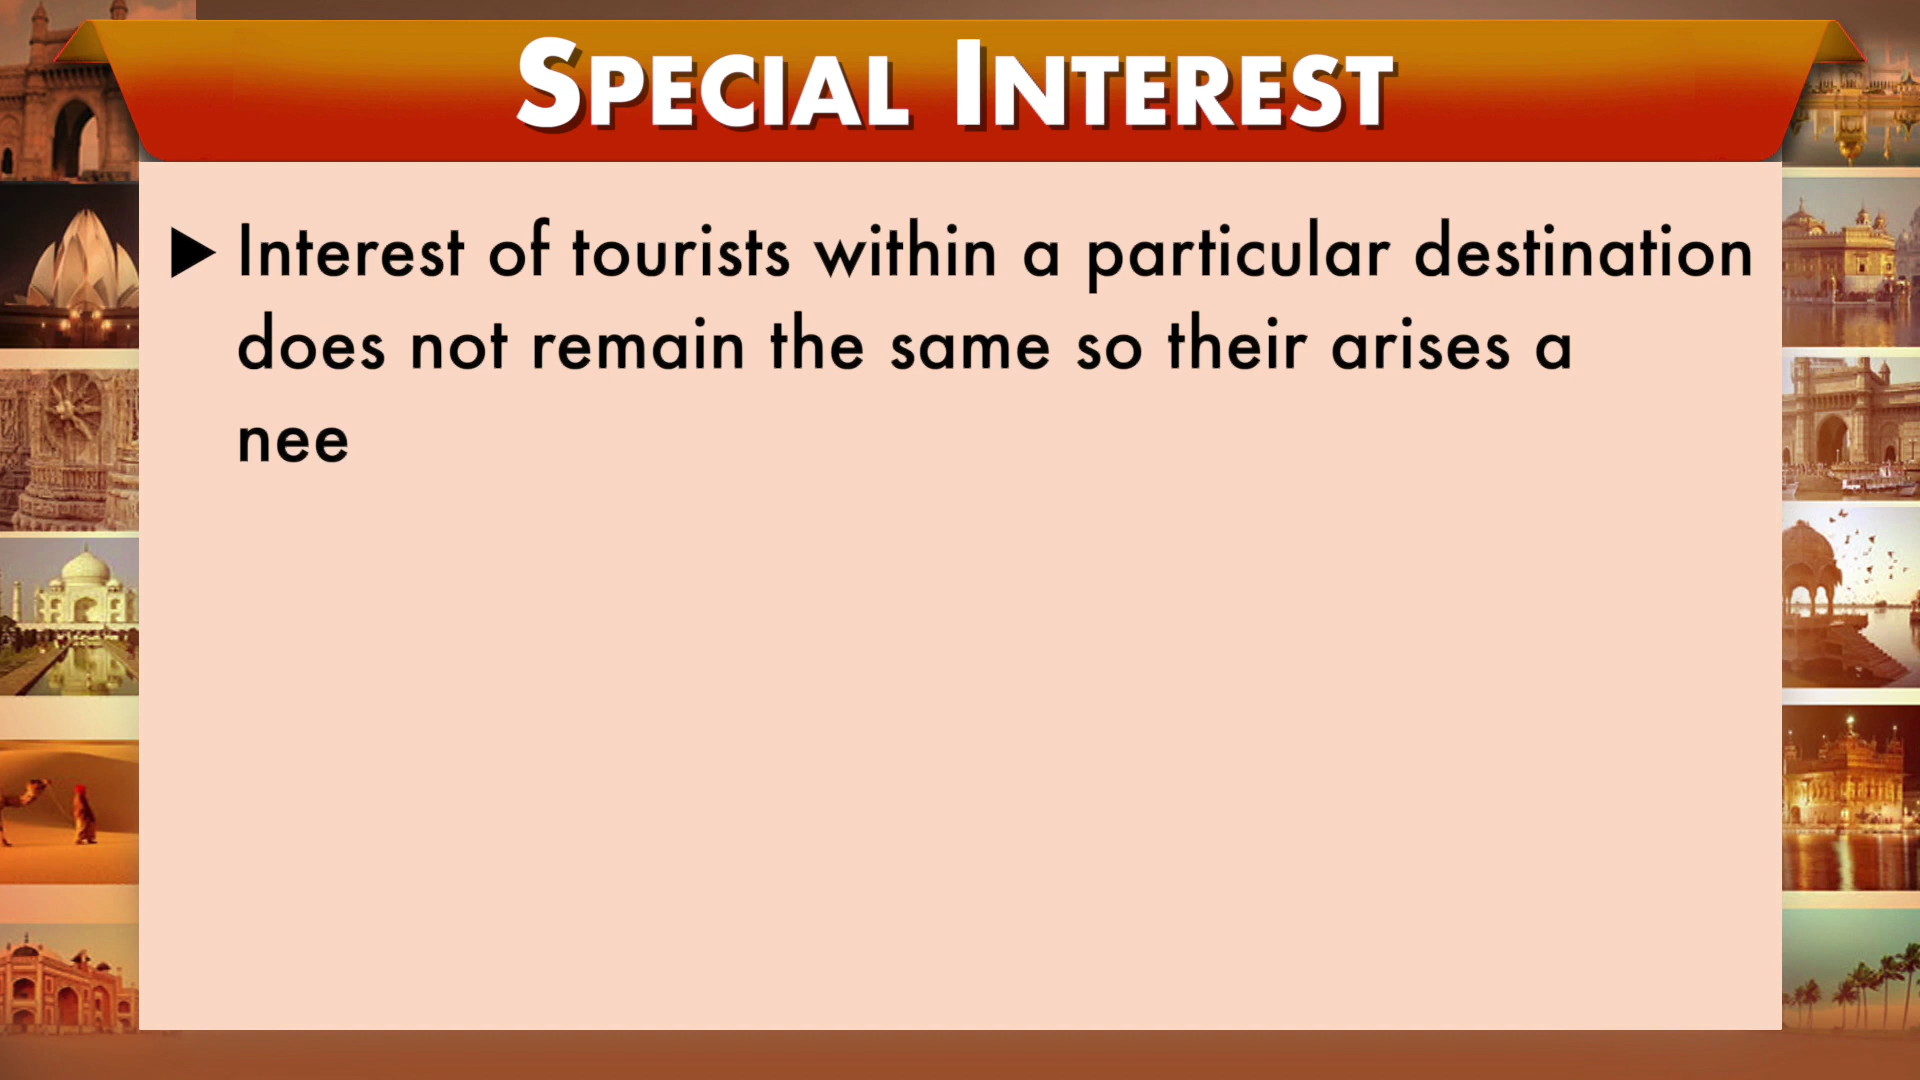 SPECIAL INTEREST
▶ Interest of tourists within a particular destination
does not remain the same so their arises a
nee